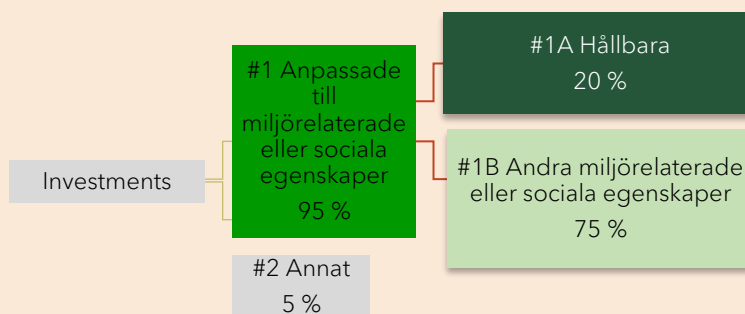 Investments
#1 Anpassade
till
miljörelaterade
eller sociala
egenskaper
95 %
#2 Annat
5 %
#1A Hållbara
20 %
#1B Andra miljörelaterade
eller sociala egenskaper
75 %